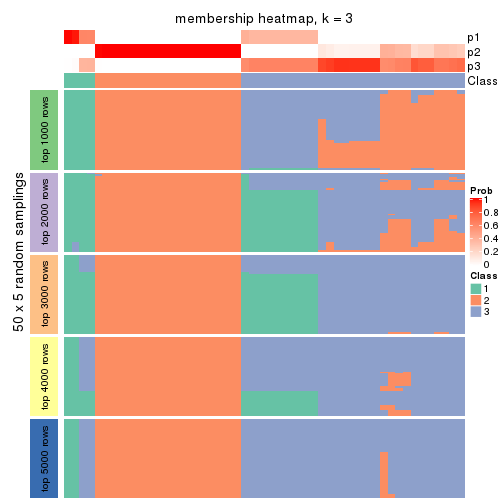 membership heatmap, k = 3
p1
p2
p3
Class
50 x 5 random samplings
top 1000 rows
top 2000 rows
top 3000 rows
top 4000 rows
top 5000 rows
Prob
1
0.8
0.6
0.4
0.2
0
Class
1
2
3